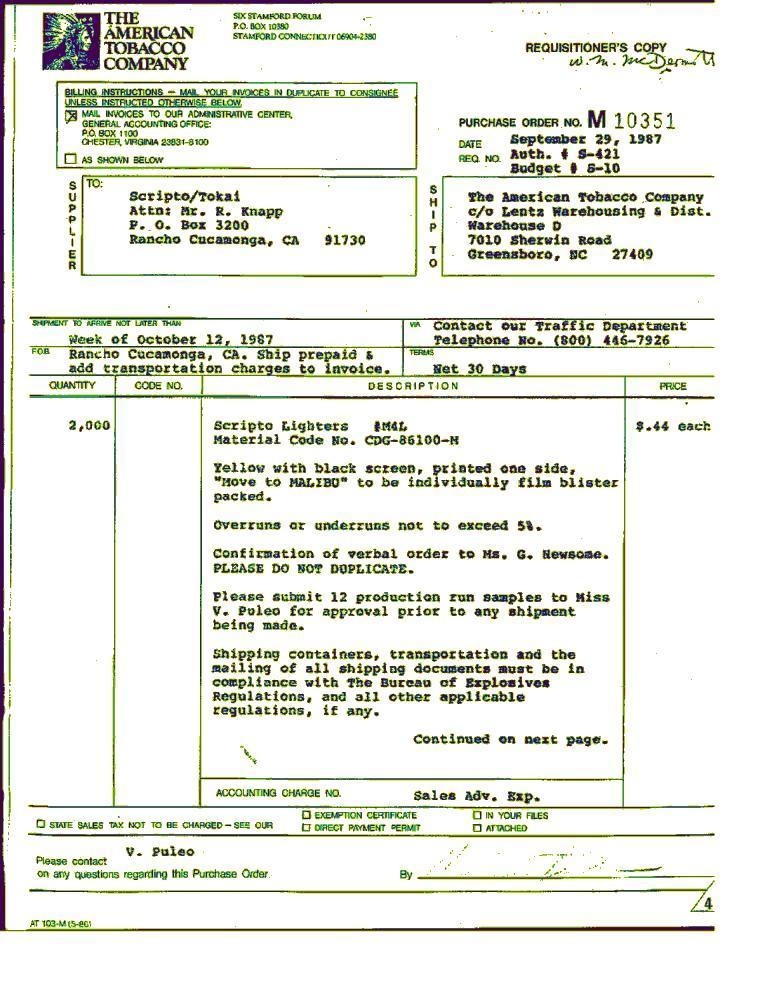 THE
AMERICAN
TOBACCO
COMPANY
SIX STAMFORD FORUM
P.O. BOX 10380
STAMFORD CONNECTICUT 06904-2380
REQUISITIONER'S COPY
W. M. McDermott
BILLING INSTRUCTIONS — MAIL YOUR INVOICES IN DUPLICATE TO CONSIGNEE
UNLESS INSTRUCTED OTHERWISE BELOW.
MAIL INVOICES TO OUR ADMINISTRATIVE CENTER,
GENERAL ACCOUNTING OFFICE:
P.O. BOX 1100
CHESTER, VIRGINIA 23831-8100
AS SHOWN BELOW
PURCHASE ORDER NO. M 10351
DATE September 29, 1987
REQ. NO. Auth. # S-421
Budget # S-10
SUPPLIER
TO:
Scripto/Tokai
Attn: Mr. R. Knapp
P. O. Box 3200
Rancho Cucamonga, CA 91730
SHIP TO
The American Tobacco Company
c/o Lentz Warehousing & Dist.
Warehouse D
7010 Sherwin Road
Greensboro, NC 27409
SHIPMENT TO ARRIVE NOT LATER THAN
Week of October 12, 1987
VIA Contact our Traffic Department
Telephone No. (800) 446-7926
FOB Rancho Cucamonga, CA. Ship prepaid &
add transportation charges to invoice.
TERMS
Net 30 Days
QUANTITY CODE NO. DESCRIPTION PRICE
2,000 Scripto Lighters #M4L $.44 each
Material Code No. CDG-86100-M
Yellow with black screen, printed one side,
"Move to MALIBU" to be individually film blister
packed.
Overruns or underruns not to exceed 5%.
Confirmation of verbal order to Ms. G. Newsome.
PLEASE DO NOT DUPLICATE.
Please submit 12 production run samples to Miss
V. Puleo for approval prior to any shipment
being made.
Shipping containers, transportation and the
mailing of all shipping documents must be in
compliance with The Bureau of Explosives
Regulations, and all other applicable
regulations, if any.
Continued on next page.
ACCOUNTING CHARGE NO. Sales Adv. Exp.
STATE SALES TAX NOT TO BE CHARGED — SEE OUR
EXEMPTION CERTIFICATE
DIRECT PAYMENT PERMIT
IN YOUR FILES
ATTACHED
V. Puleo
Please contact
on any questions regarding this Purchase Order.
By
4
AT 103-M (5-86)